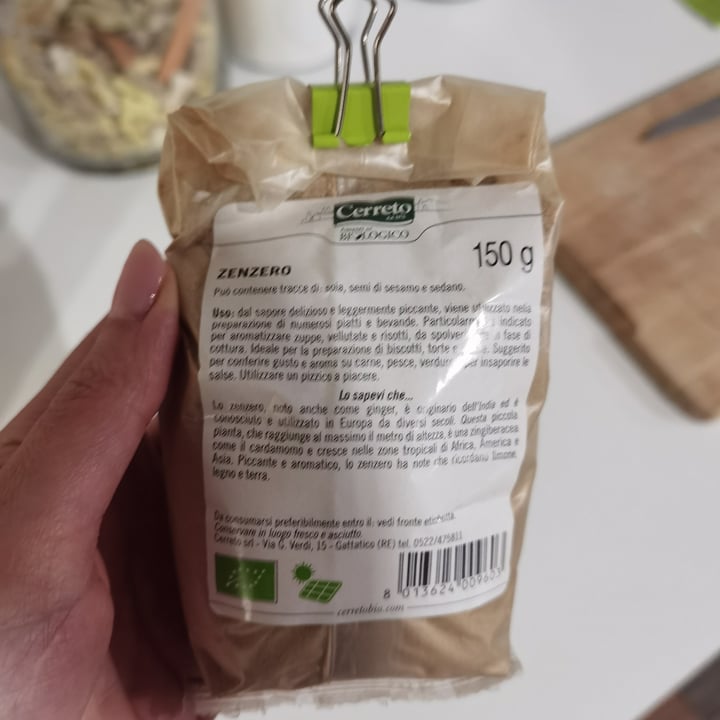 Cerreto
BIOLOGICO
150 g
ZENZERO
Può contenere tracce di: soia, semi di sesamo e sedano.
Uso: dal sapore delizioso e leggermente piccante, viene utilizzato nella
preparazione di numerosi piatti e bevande. indicato
per aromatizzare zuppe, vellutate e risotti, da fase di
cottura. Ideale per la preparazione di biscotti, torte e Suggerito
per conferire gusto e aroma su carne, pesce, verdure per insaporire le
salse. Utilizzare un pizzico a piacere.
Lo sapevi che...
Lo zenzero, noto anche come ginger, è originario dell'India ed è
conosciuto e utilizzato in Europa da diversi secoli. Questa piccola
pianta, che raggiunge al massimo il metro di altezza, è una zingiberacea
come il cardamomo e cresce nelle zone tropicali di Africa, America e
Asia. Piccante e aromatico, lo zenzero ha note che ricordano limone,
legno e terra.
Da consumarsi preferibilmente entro il: vedi fronte etichetta.
Conservare in luogo fresco e asciutto.
Cerreto srl - Via G. Verdi, 15 - Gattatico (RE) tel. 0522/475811
8 013624 009603
cerretobio.com